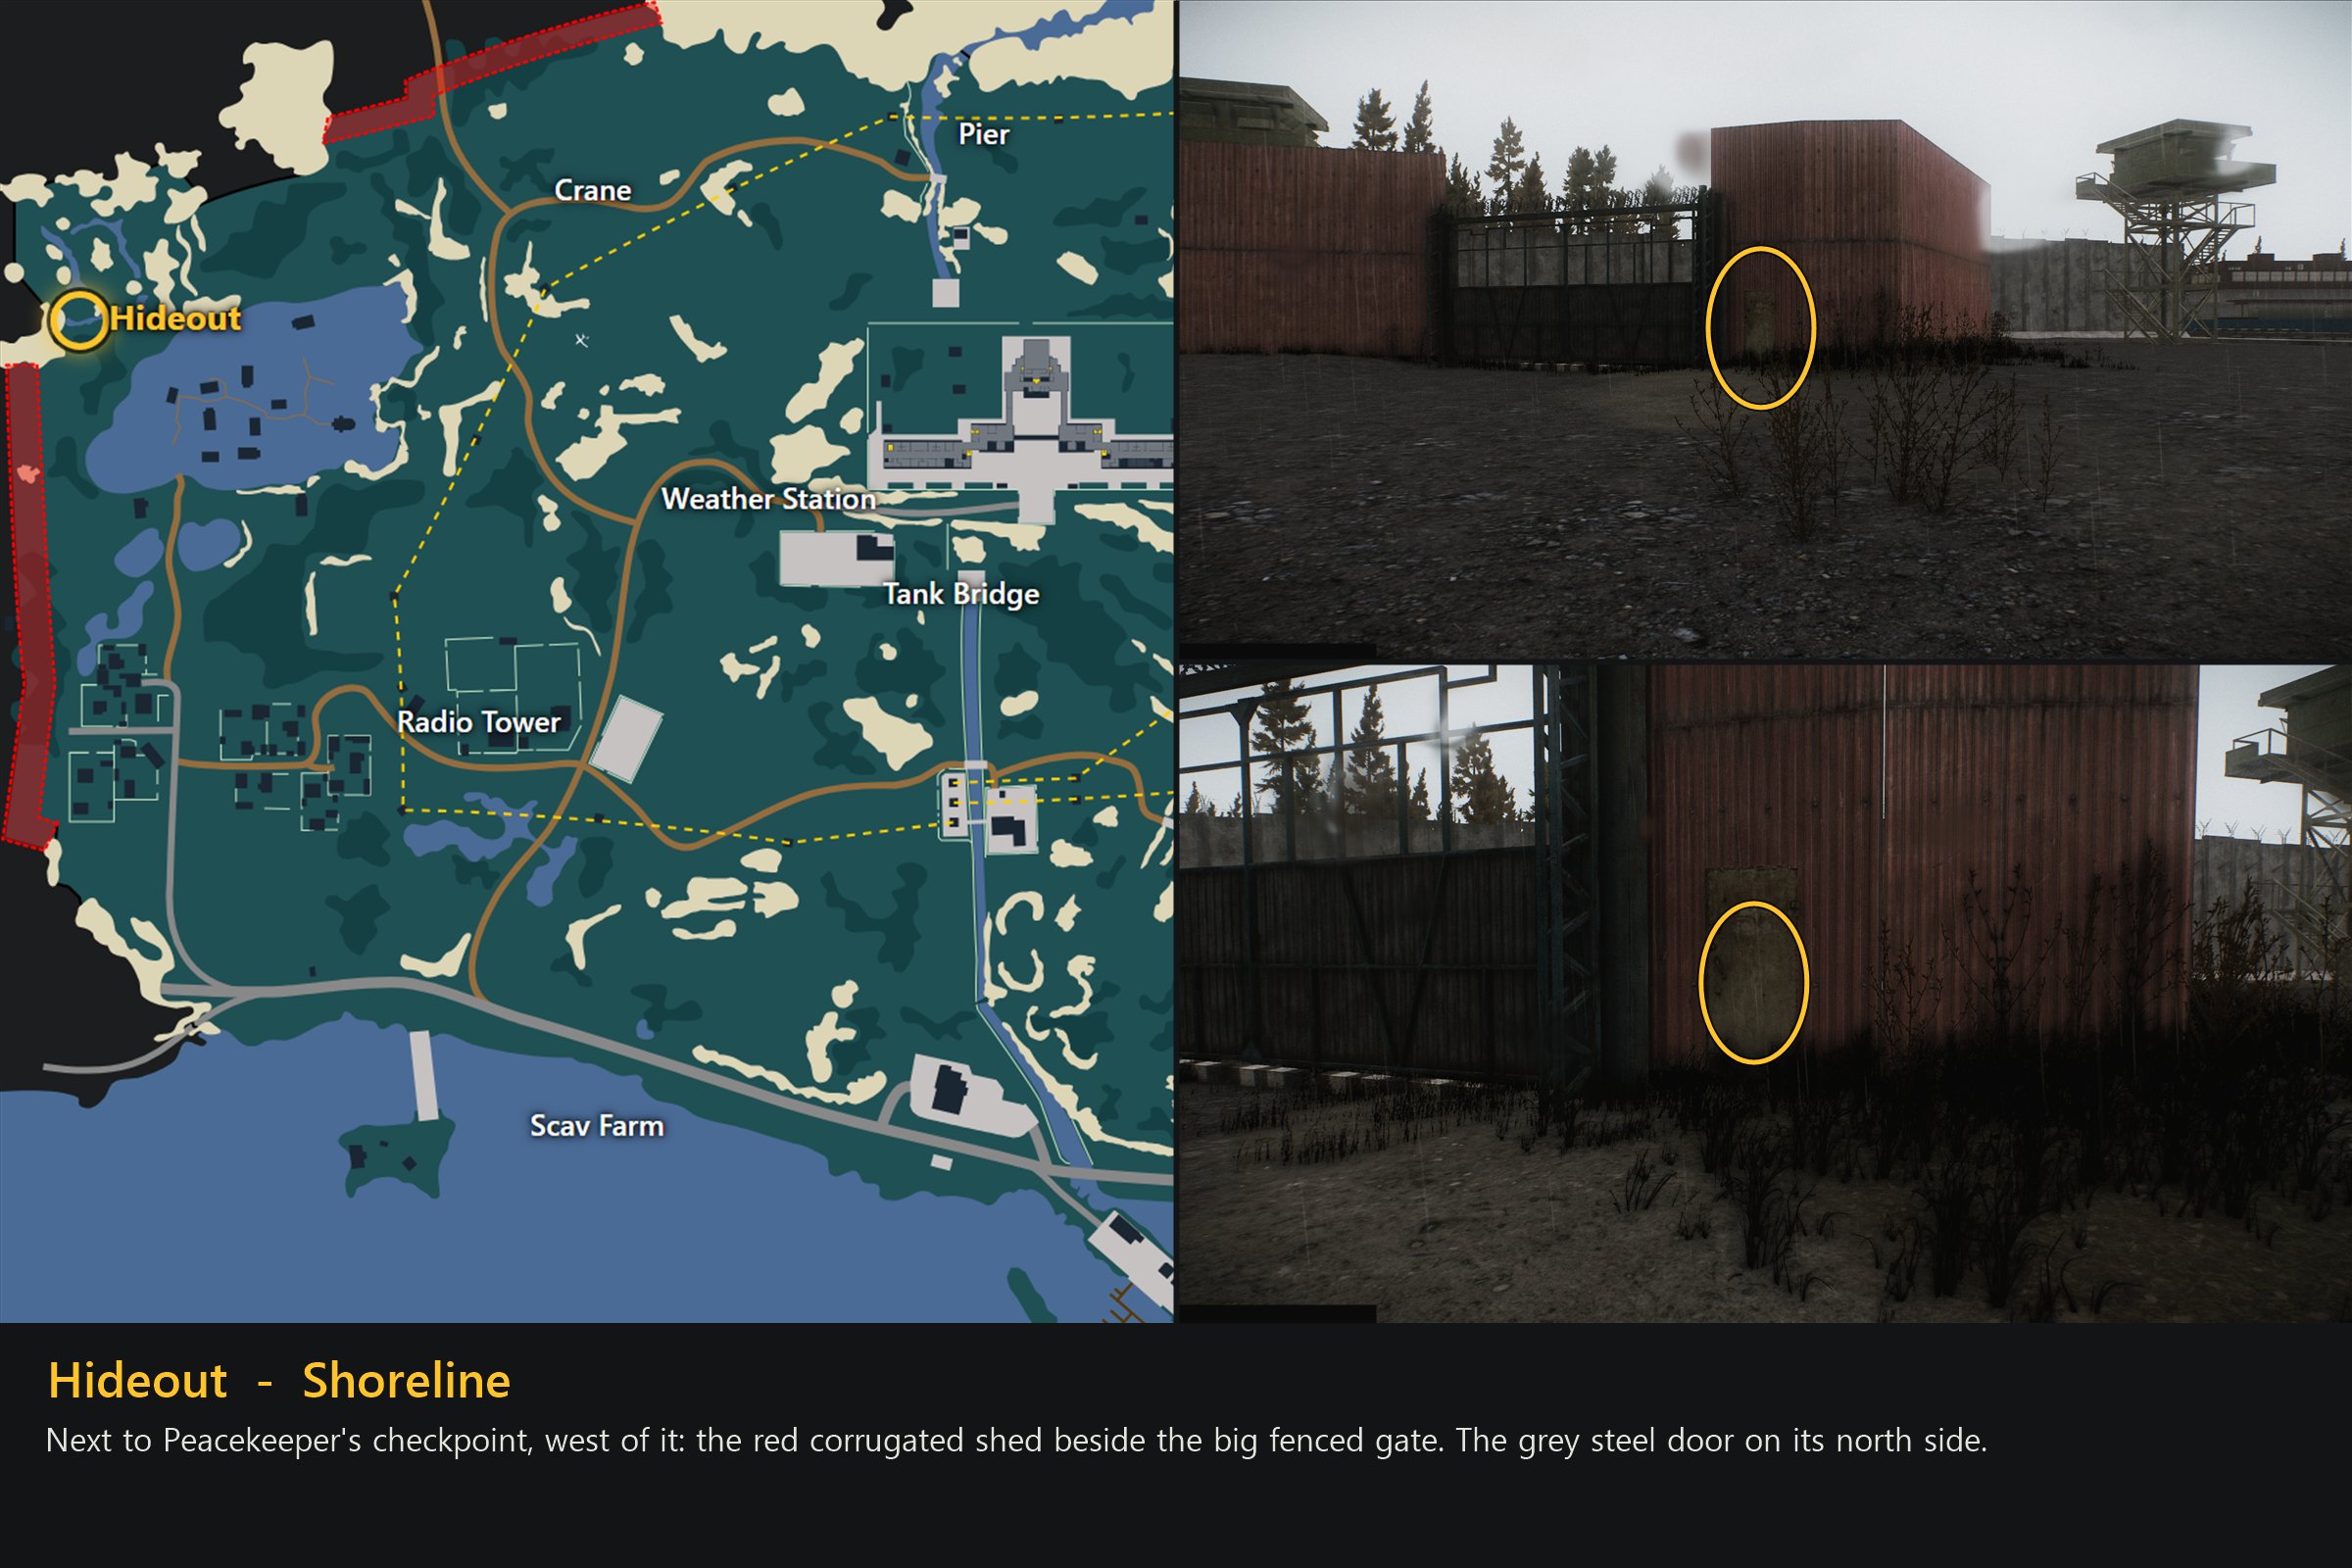 Pier
Crane
Hideout
Weather Station
Tank Bridge
Radio Tower
Scav Farm
Hideout - Shoreline
Next to Peacekeeper's checkpoint, west of it: the red corrugated shed beside the big fenced gate. The grey steel door on its north side.